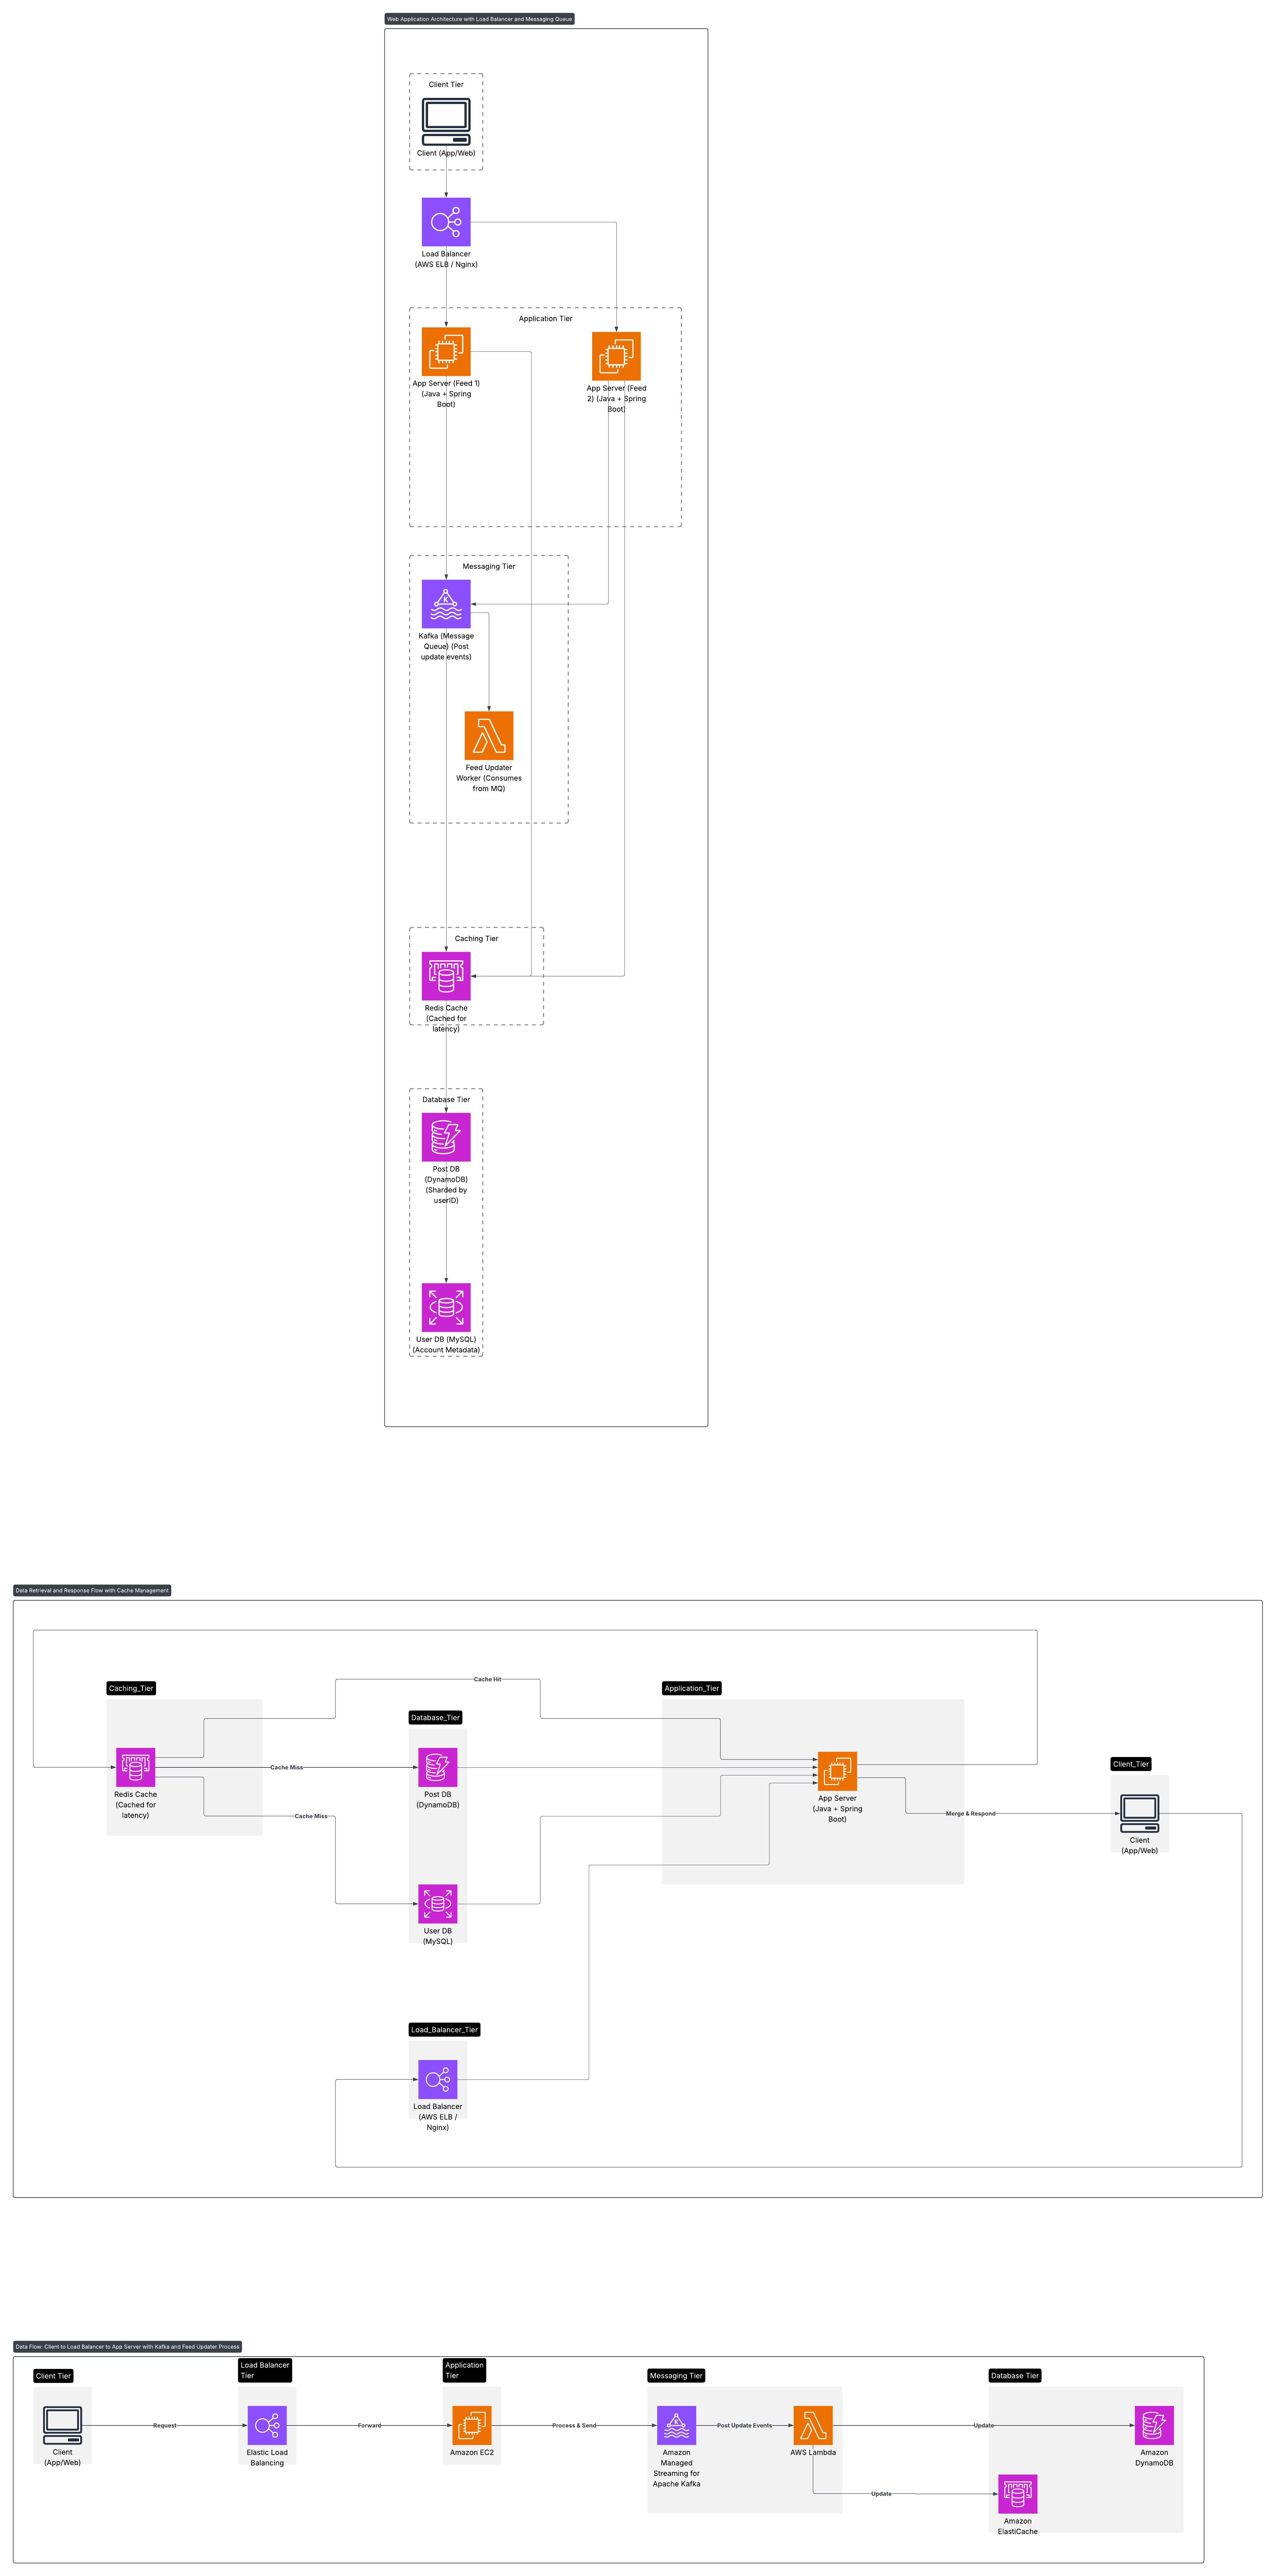 Web Application Architecture with Load Balancer and Messaging Queue
Client Tier
Client (App/Web)
Load Balancer
(AWS ELB / Nginx)
Application Tier
App Server (Feed 1)
(Java + Spring
Boot)
App Server (Feed
2) (Java + Spring
Boot)
Messaging Tier
K
Kafka (Message
Queue) (Post
update events)
Feed Updater
Worker (Consumes
from MQ)
Caching Tier
Redis Cache
(Cached for
latency)
Database Tier
Post DB
(DynamoDB)
(Sharded by
userID)
User DB (MySQL)
(Account Metadata)
Data Retrieval and Response Flow with Cache Management
Cache Hit
Caching_Tier
Application_Tier
Database_Tier
Client_Tier
Cache Miss
Redis Cache
(Cached for
latency)
Post DB
(DynamoDB)
App Server
(Java + Spring
Boot)
Cache Miss
Merge & Respond
Client
(App/Web)
User DB
(MySQL)
Load_Balancer_Tier
Load Balancer
(AWS ELB /
Nginx)
Data Flow: Client to Load Balancer to App Server with Kafka and Feed Updater Process
Client Tier
Load Balancer
Tier
Application
Tier
Messaging Tier
Database Tier
Request
Forward
Process & Send
K
Post Update Events
Update
Client
(App/Web)
Elastic Load
Balancing
Amazon EC2
Amazon
Managed
Streaming for
Apache Kafka
AWS Lambda
Amazon
DynamoDB
Update
Amazon
ElastiCache